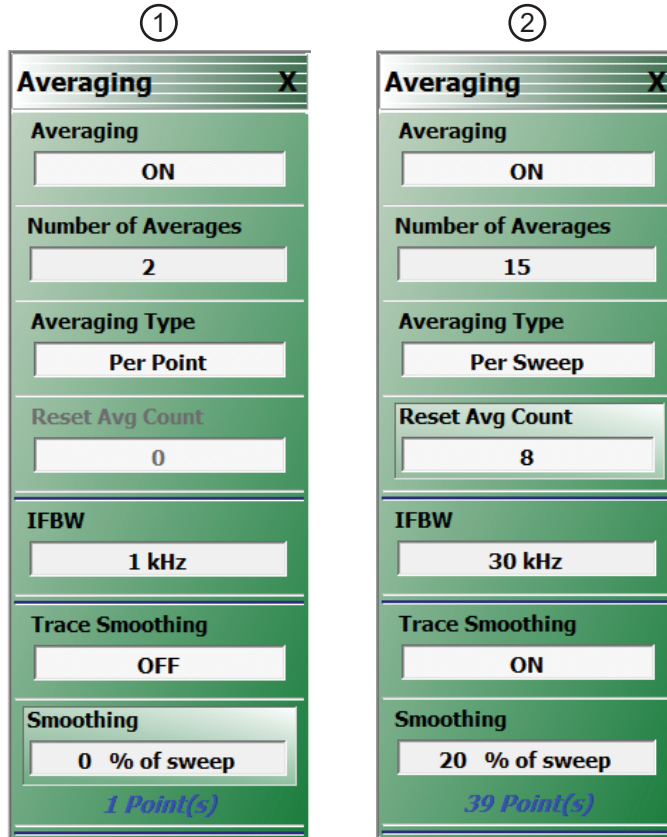 1
Averaging X
Averaging
ON
Number of Averages
2
Averaging Type
Per Point
Reset Avg Count
0
IFBW
1 kHz
Trace Smoothing
OFF
Smoothing
0 % of sweep
1 Point(s)
2
Averaging X
Averaging
ON
Number of Averages
15
Averaging Type
Per Sweep
Reset Avg Count
8
IFBW
30 kHz
Trace Smoothing
ON
Smoothing
20 % of sweep
39 Point(s)